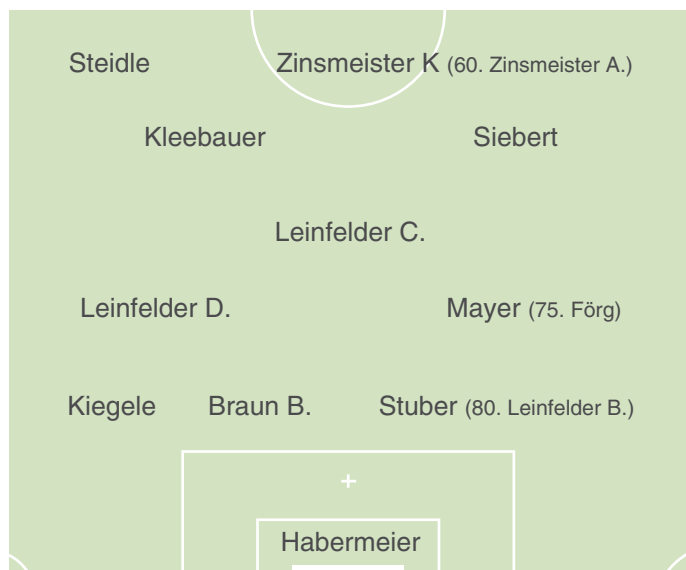 Steidle Zinsmeister K (60. Zinsmeister A.)
Kleebauer Siebert
Leinfelder C.
Leinfelder D. Mayer (75. Förg)
Kiegele Braun B. Stuber (80. Leinfelder B.)
Habermeier